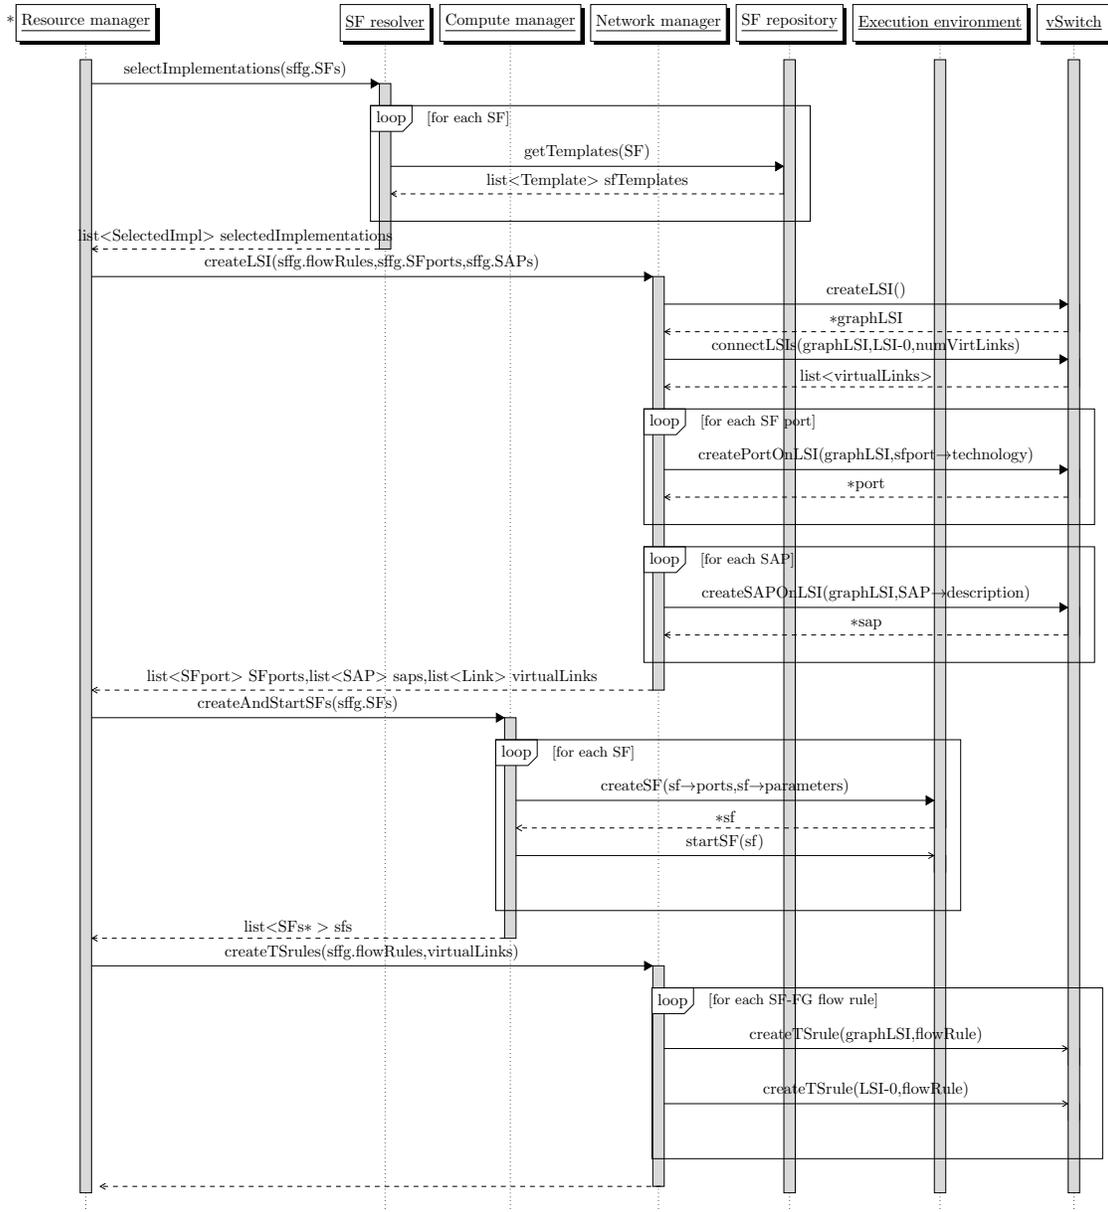 * Resource manager
SF resolver
Compute manager
Network manager
SF repository
Execution environment
vSwitch
selectImplementations(sffg.SFs)
loop
[for each SF]
getTemplates(SF)
list<Template> sfTemplates
list<SelectedImpl> selectedImplementations
createLSI(sffg.flowRules,sffg.SFports,sffg.SAPs)
createLSI()
*graphLSI
connectLSIs(graphLSI,LSI-0,numVirtLinks)
list<virtualLinks>
loop
[for each SF port]
createPortOnLSI(graphLSI,sfport→technology)
*port
loop
[for each SAP]
createSAPOnLSI(graphLSI,SAP→description)
*sap
list<SFport> SFports,list<SAP> saps,list<Link> virtualLinks
createAndStartSFs(sffg.SFs)
loop
[for each SF]
createSF(sf→ports,sf→parameters)
*sf
startSF(sf)
list<SFs* > sfs
createTSrules(sffg.flowRules,virtualLinks)
loop
[for each SF-FG flow rule]
createTSrule(graphLSI,flowRule)
createTSrule(LSI-0,flowRule)